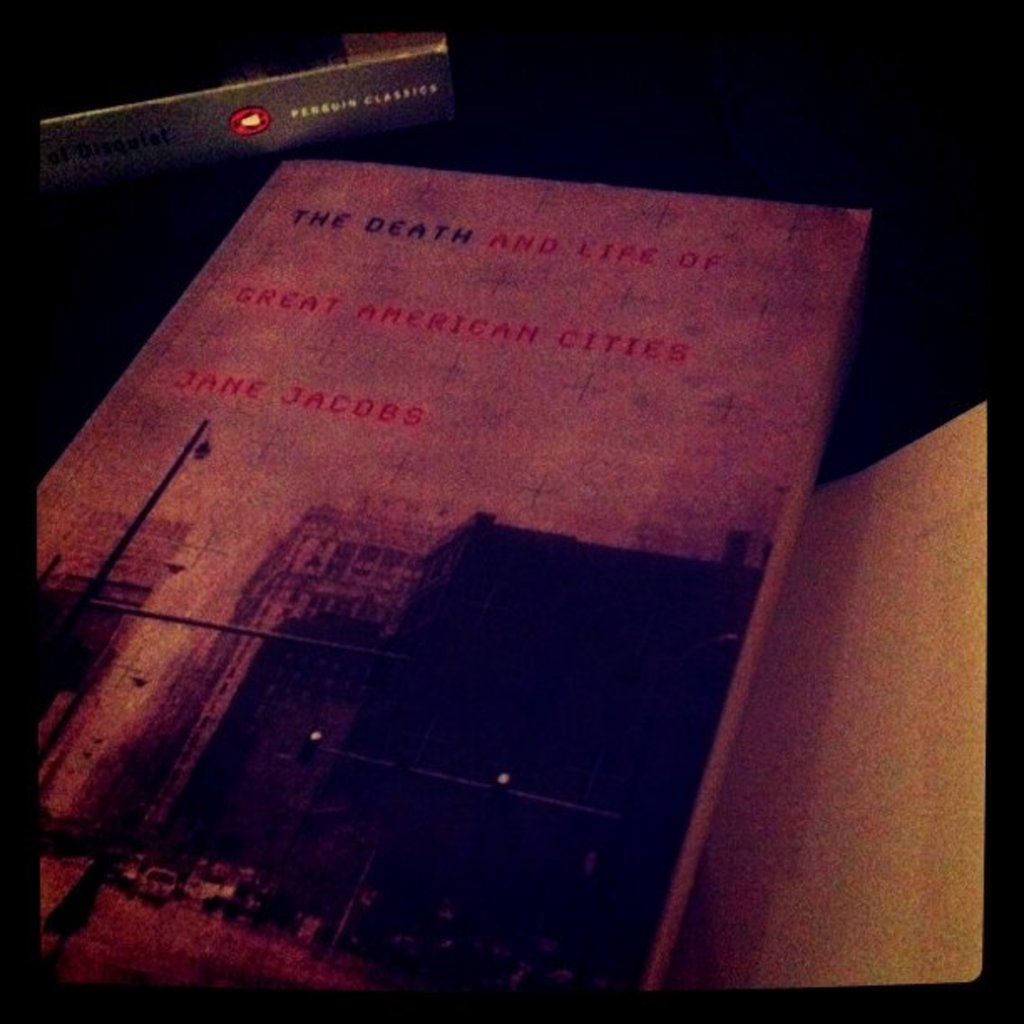 of Disquiet PENGUIN CLASSICS
THE DEATH AND LIFE OF
GREAT AMERICAN CITIES
JANE JACOBS